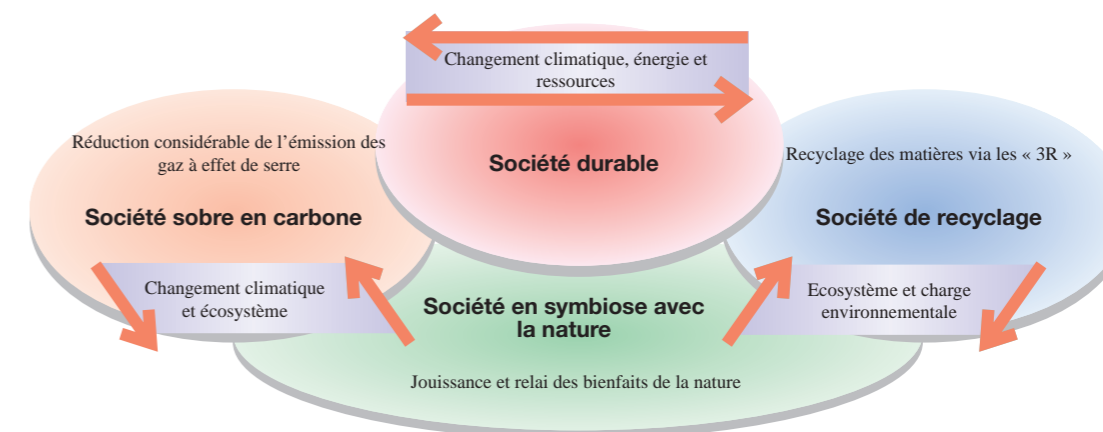 Changement climatique, énergie et
ressources
Réduction considérable de l’émission des
gaz à effet de serre
Société durable
Recyclage des matières via les « 3R »
Société sobre en carbone
Société de recyclage
Changement climatique
et écosystème
Société en symbiose avec
la nature
Ecosystème et charge
environnementale
Jouissance et relai des bienfaits de la nature